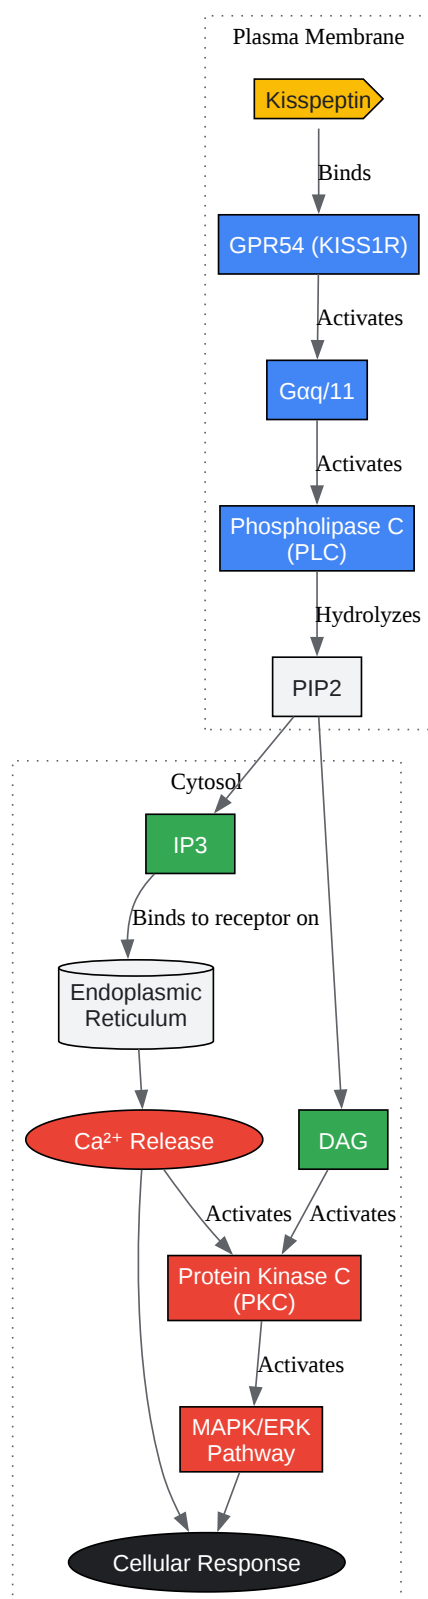 Plasma Membrane
Kisspeptin
Binds
GPR54 (KISS1R)
Activates
Gαq/11
Activates
Phospholipase C
(PLC)
Hydrolyzes
PIP2
Cytosol
IP3
Binds to receptor on
Endoplasmic
Reticulum
Ca²⁺ Release
DAG
Activates
Activates
Protein Kinase C
(PKC)
Activates
MAPK/ERK
Pathway
Cellular Response